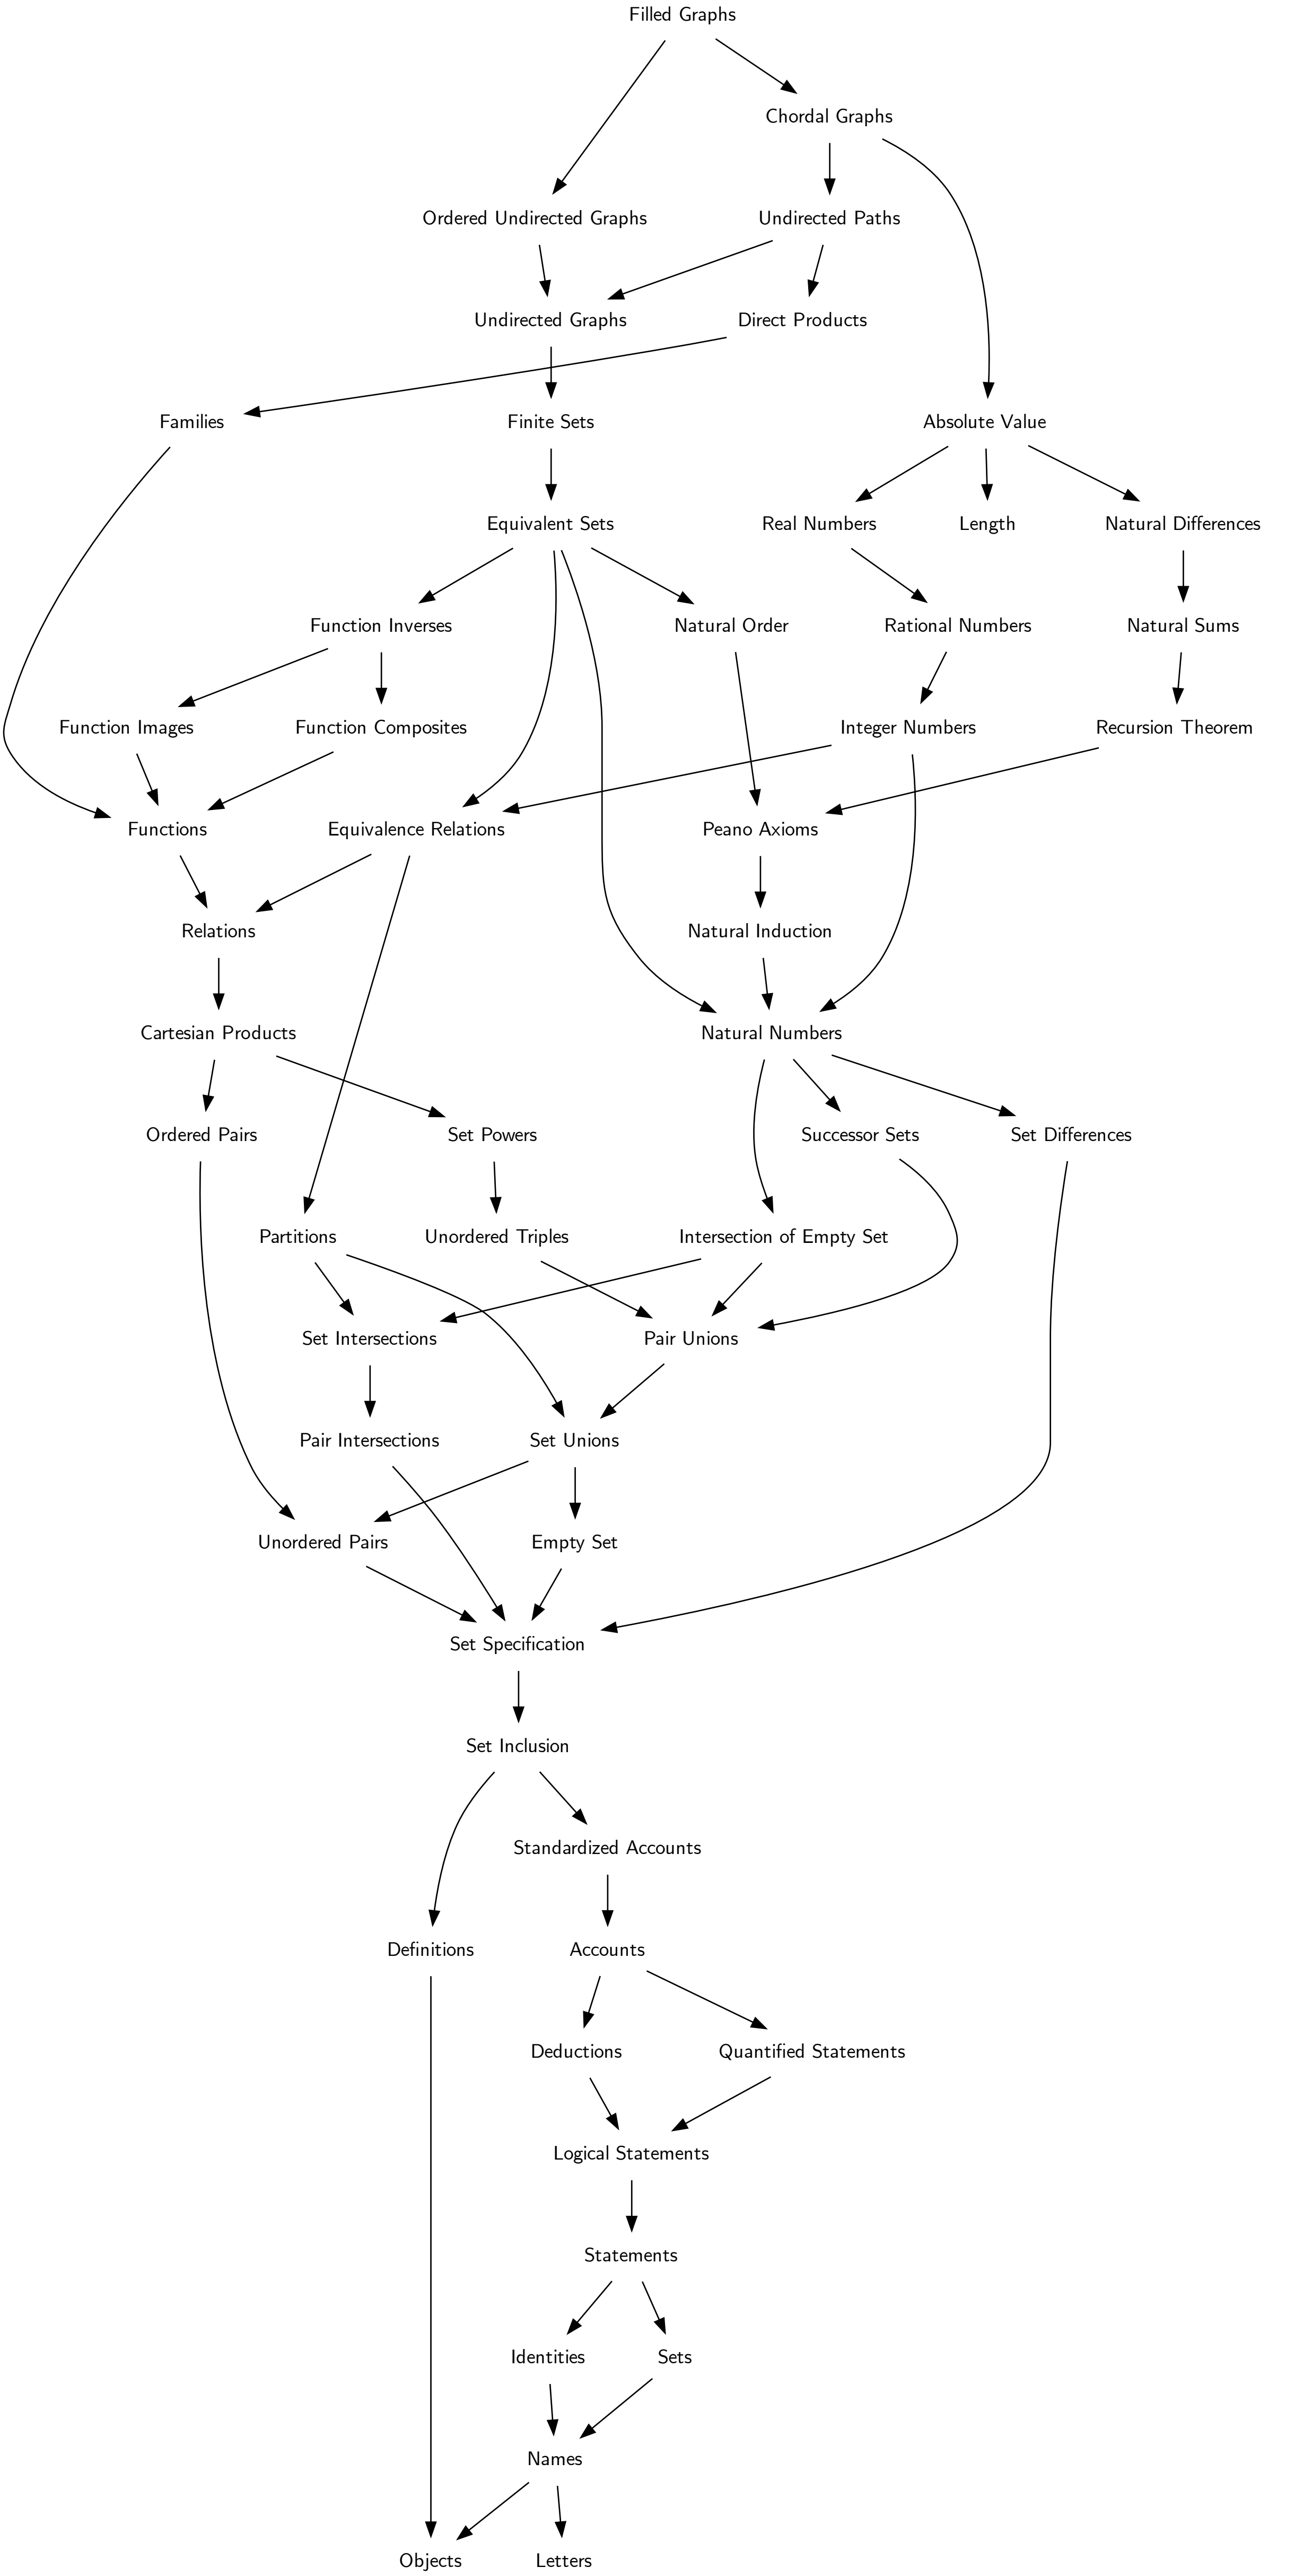 Filled Graphs
Chordal Graphs
Ordered Undirected Graphs
Undirected Paths
Undirected Graphs
Direct Products
Families
Finite Sets
Absolute Value
Equivalent Sets
Real Numbers
Length
Natural Differences
Function Inverses
Natural Order
Rational Numbers
Natural Sums
Function Images
Function Composites
Integer Numbers
Recursion Theorem
Functions
Equivalence Relations
Peano Axioms
Relations
Natural Induction
Cartesian Products
Natural Numbers
Ordered Pairs
Set Powers
Successor Sets
Set Differences
Partitions
Unordered Triples
Intersection of Empty Set
Set Intersections
Pair Unions
Pair Intersections
Set Unions
Unordered Pairs
Empty Set
Set Specification
Set Inclusion
Standardized Accounts
Definitions
Accounts
Deductions
Quantified Statements
Logical Statements
Statements
Identities
Sets
Names
Objects
Letters